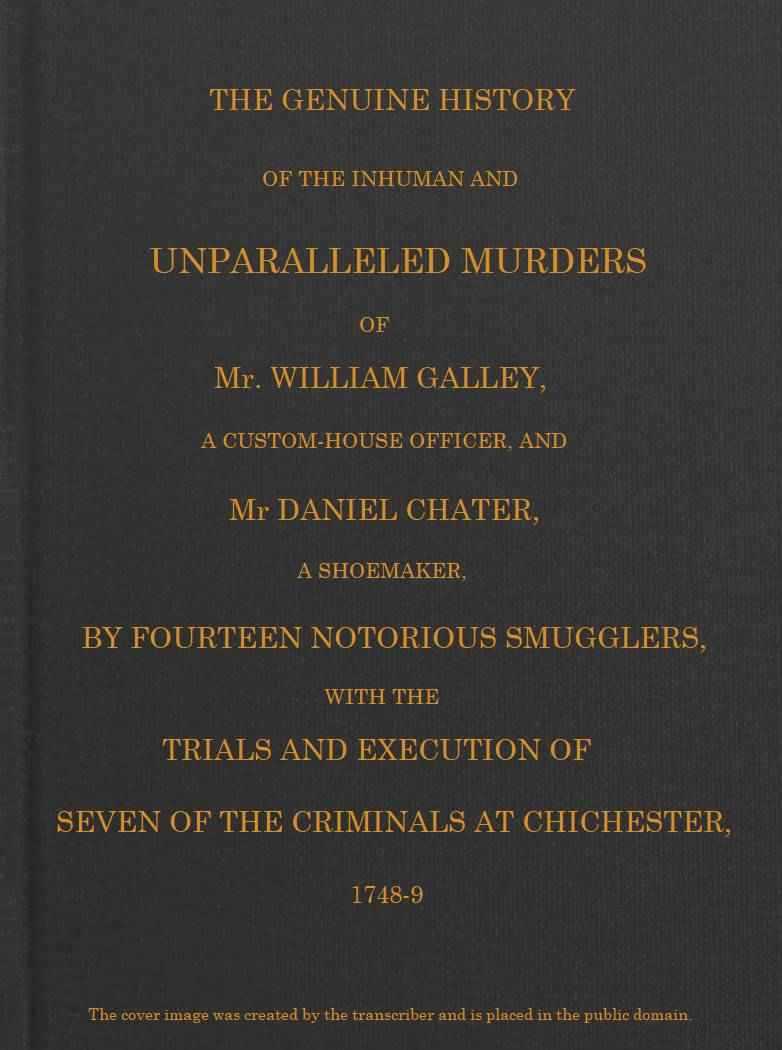 THE GENUINE HISTORY
OF THE INHUMAN AND
UNPARALLELED MURDERS
OF
Mr. WILLIAM GALLEY,
A CUSTOM-HOUSE OFFICER, AND
Mr DANIEL CHATER,
A SHOEMAKER,
BY FOURTEEN NOTORIOUS SMUGGLERS,
WITH THE
TRIALS AND EXECUTION OF
SEVEN OF THE CRIMINALS AT CHICHESTER,
1748-9
The cover image was created by the transcriber and is placed in the public domain.